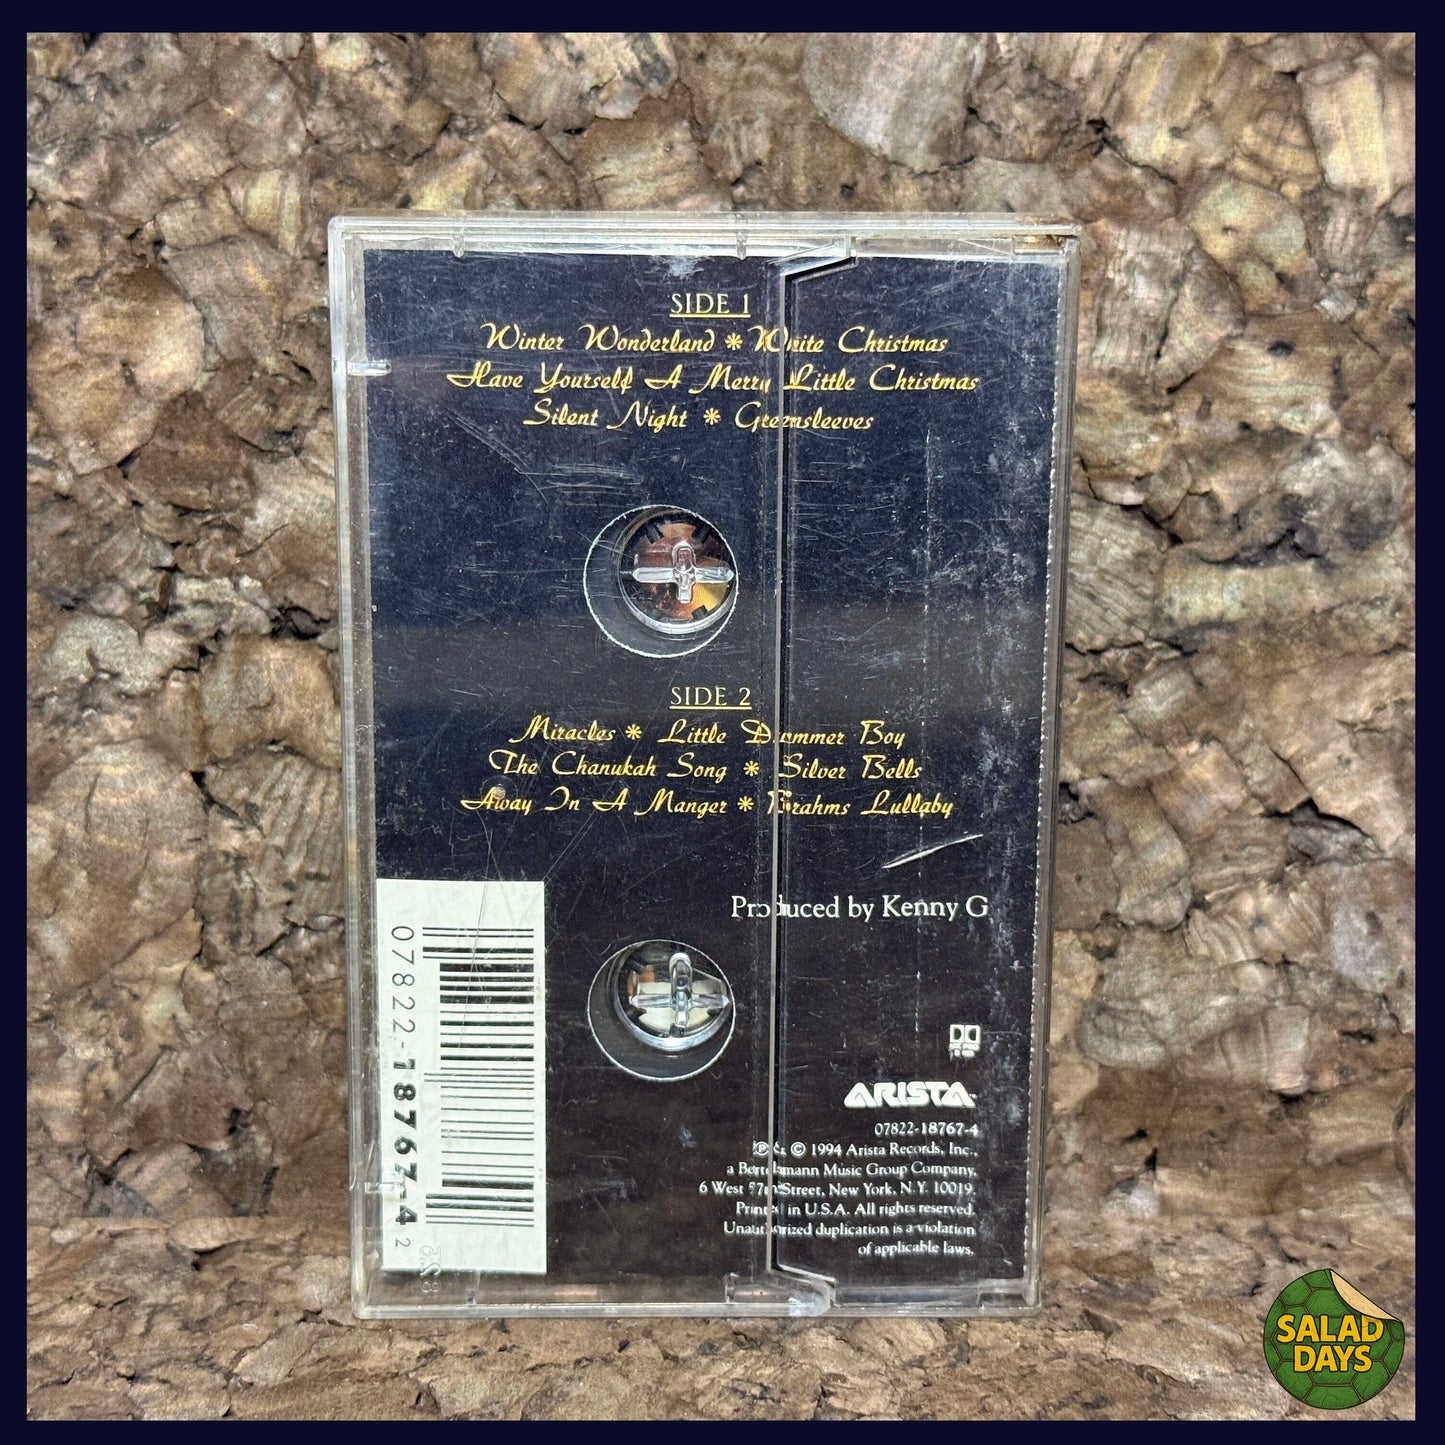 SIDE 1
Winter Wonderland * White Christmas
Have Yourself A Merry Little Christmas
Silent Night * Greensleeves
SIDE 2
Miracles * Little Drummer Boy
The Chanukah Song * Silver Bells
Away In A Manger * Brahms Lullaby
Produced by Kenny G
ARISTA
07822-18767-4
℗ & © 1994 Arista Records, Inc.,
a Bertelsmann Music Group Company,
6 West 57th Street, New York, N.Y. 10019.
Printed in U.S.A. All rights reserved.
Unauthorized duplication is a violation
of applicable laws.
07822-18767-4 2
SALAD
DAYS